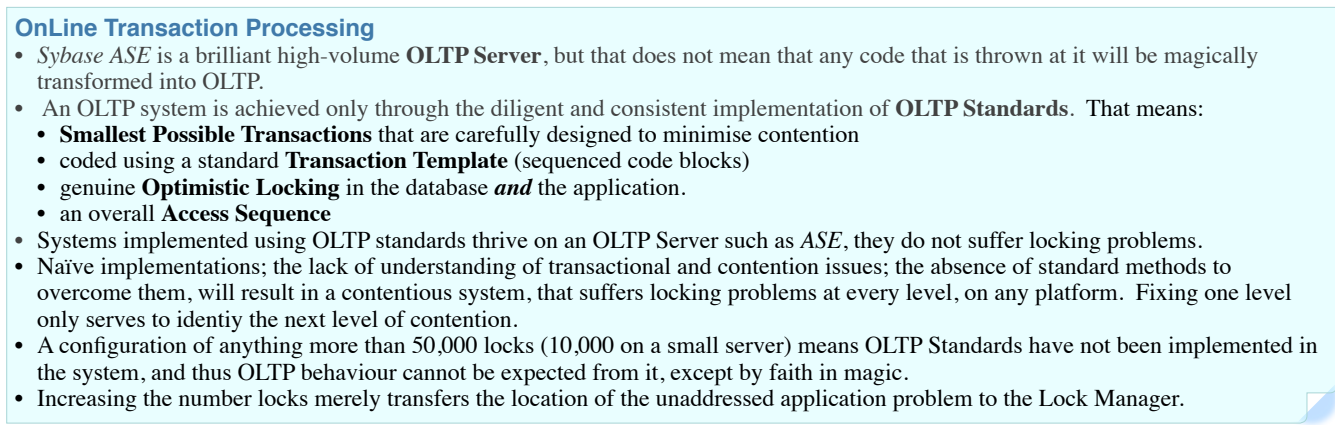 OnLine Transaction Processing
• Sybase ASE is a brilliant high-volume OLTP Server, but that does not mean that any code that is thrown at it will be magically
transformed into OLTP.
• An OLTP system is achieved only through the diligent and consistent implementation of OLTP Standards. That means:
• Smallest Possible Transactions that are carefully designed to minimise contention
• coded using a standard Transaction Template (sequenced code blocks)
• genuine Optimistic Locking in the database and the application.
• an overall Access Sequence
• Systems implemented using OLTP standards thrive on an OLTP Server such as ASE, they do not suffer locking problems.
• Naïve implementations; the lack of understanding of transactional and contention issues; the absence of standard methods to
overcome them, will result in a contentious system, that suffers locking problems at every level, on any platform. Fixing one level
only serves to identiy the next level of contention.
• A configuration of anything more than 50,000 locks (10,000 on a small server) means OLTP Standards have not been implemented in
the system, and thus OLTP behaviour cannot be expected from it, except by faith in magic.
• Increasing the number locks merely transfers the location of the unaddressed application problem to the Lock Manager.